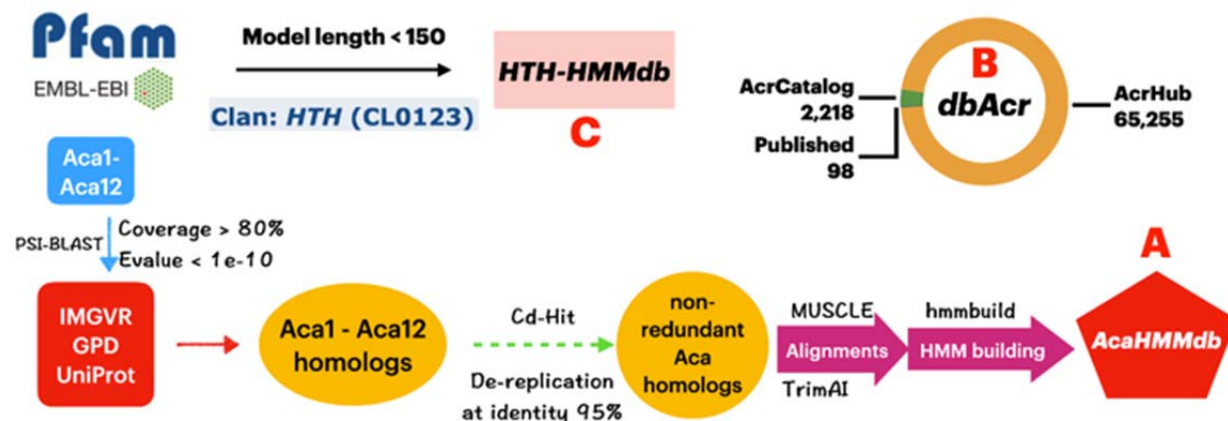 Pfam
EMBL-EBI
Model length < 150
Clan: HTH (CL0123)
HTH-HMMdb
C
B
dbAcr
AcrCatalog
2,218
Published
98
AcrHub
65,255
Aca1-
Aca12
PSI-BLAST
Coverage > 80%
Evalue < 1e-10
IMGVR
GPD
UniProt
Aca1 - Aca12
homologs
Cd-Hit
De-replication
at identity 95%
non-
redundant
Aca
homologs
MUSCLE
Alignments
TrimAI
hmmbuild
HMM building
A
AcaHMMdb